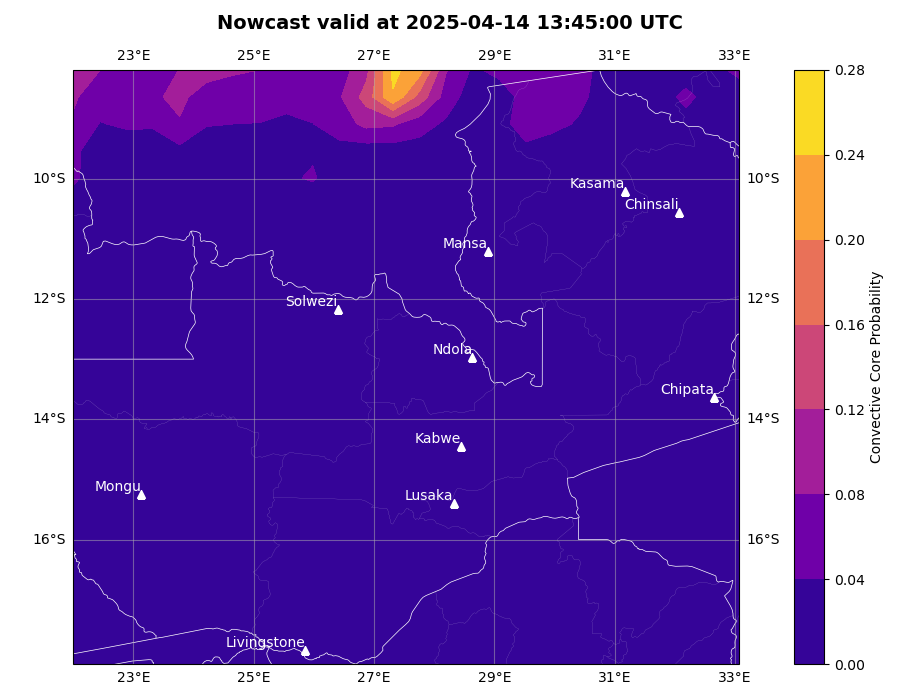 Nowcast valid at 2025-04-14 13:45:00 UTC
23°E 25°E 27°E 29°E 31°E 33°E
0.28
0.24
10°S Kasama 10°S
Chinsali
0.20
Mansa
12°S Solwezi 12°S
0.16
Ndola
Chipata
0.12
14°S 14°S
Kabwe
Mongu Lusaka
0.08
16°S 16°S
0.04
Livingstone
0.00
23°E 25°E 27°E 29°E 31°E 33°E
Convective Core Probability